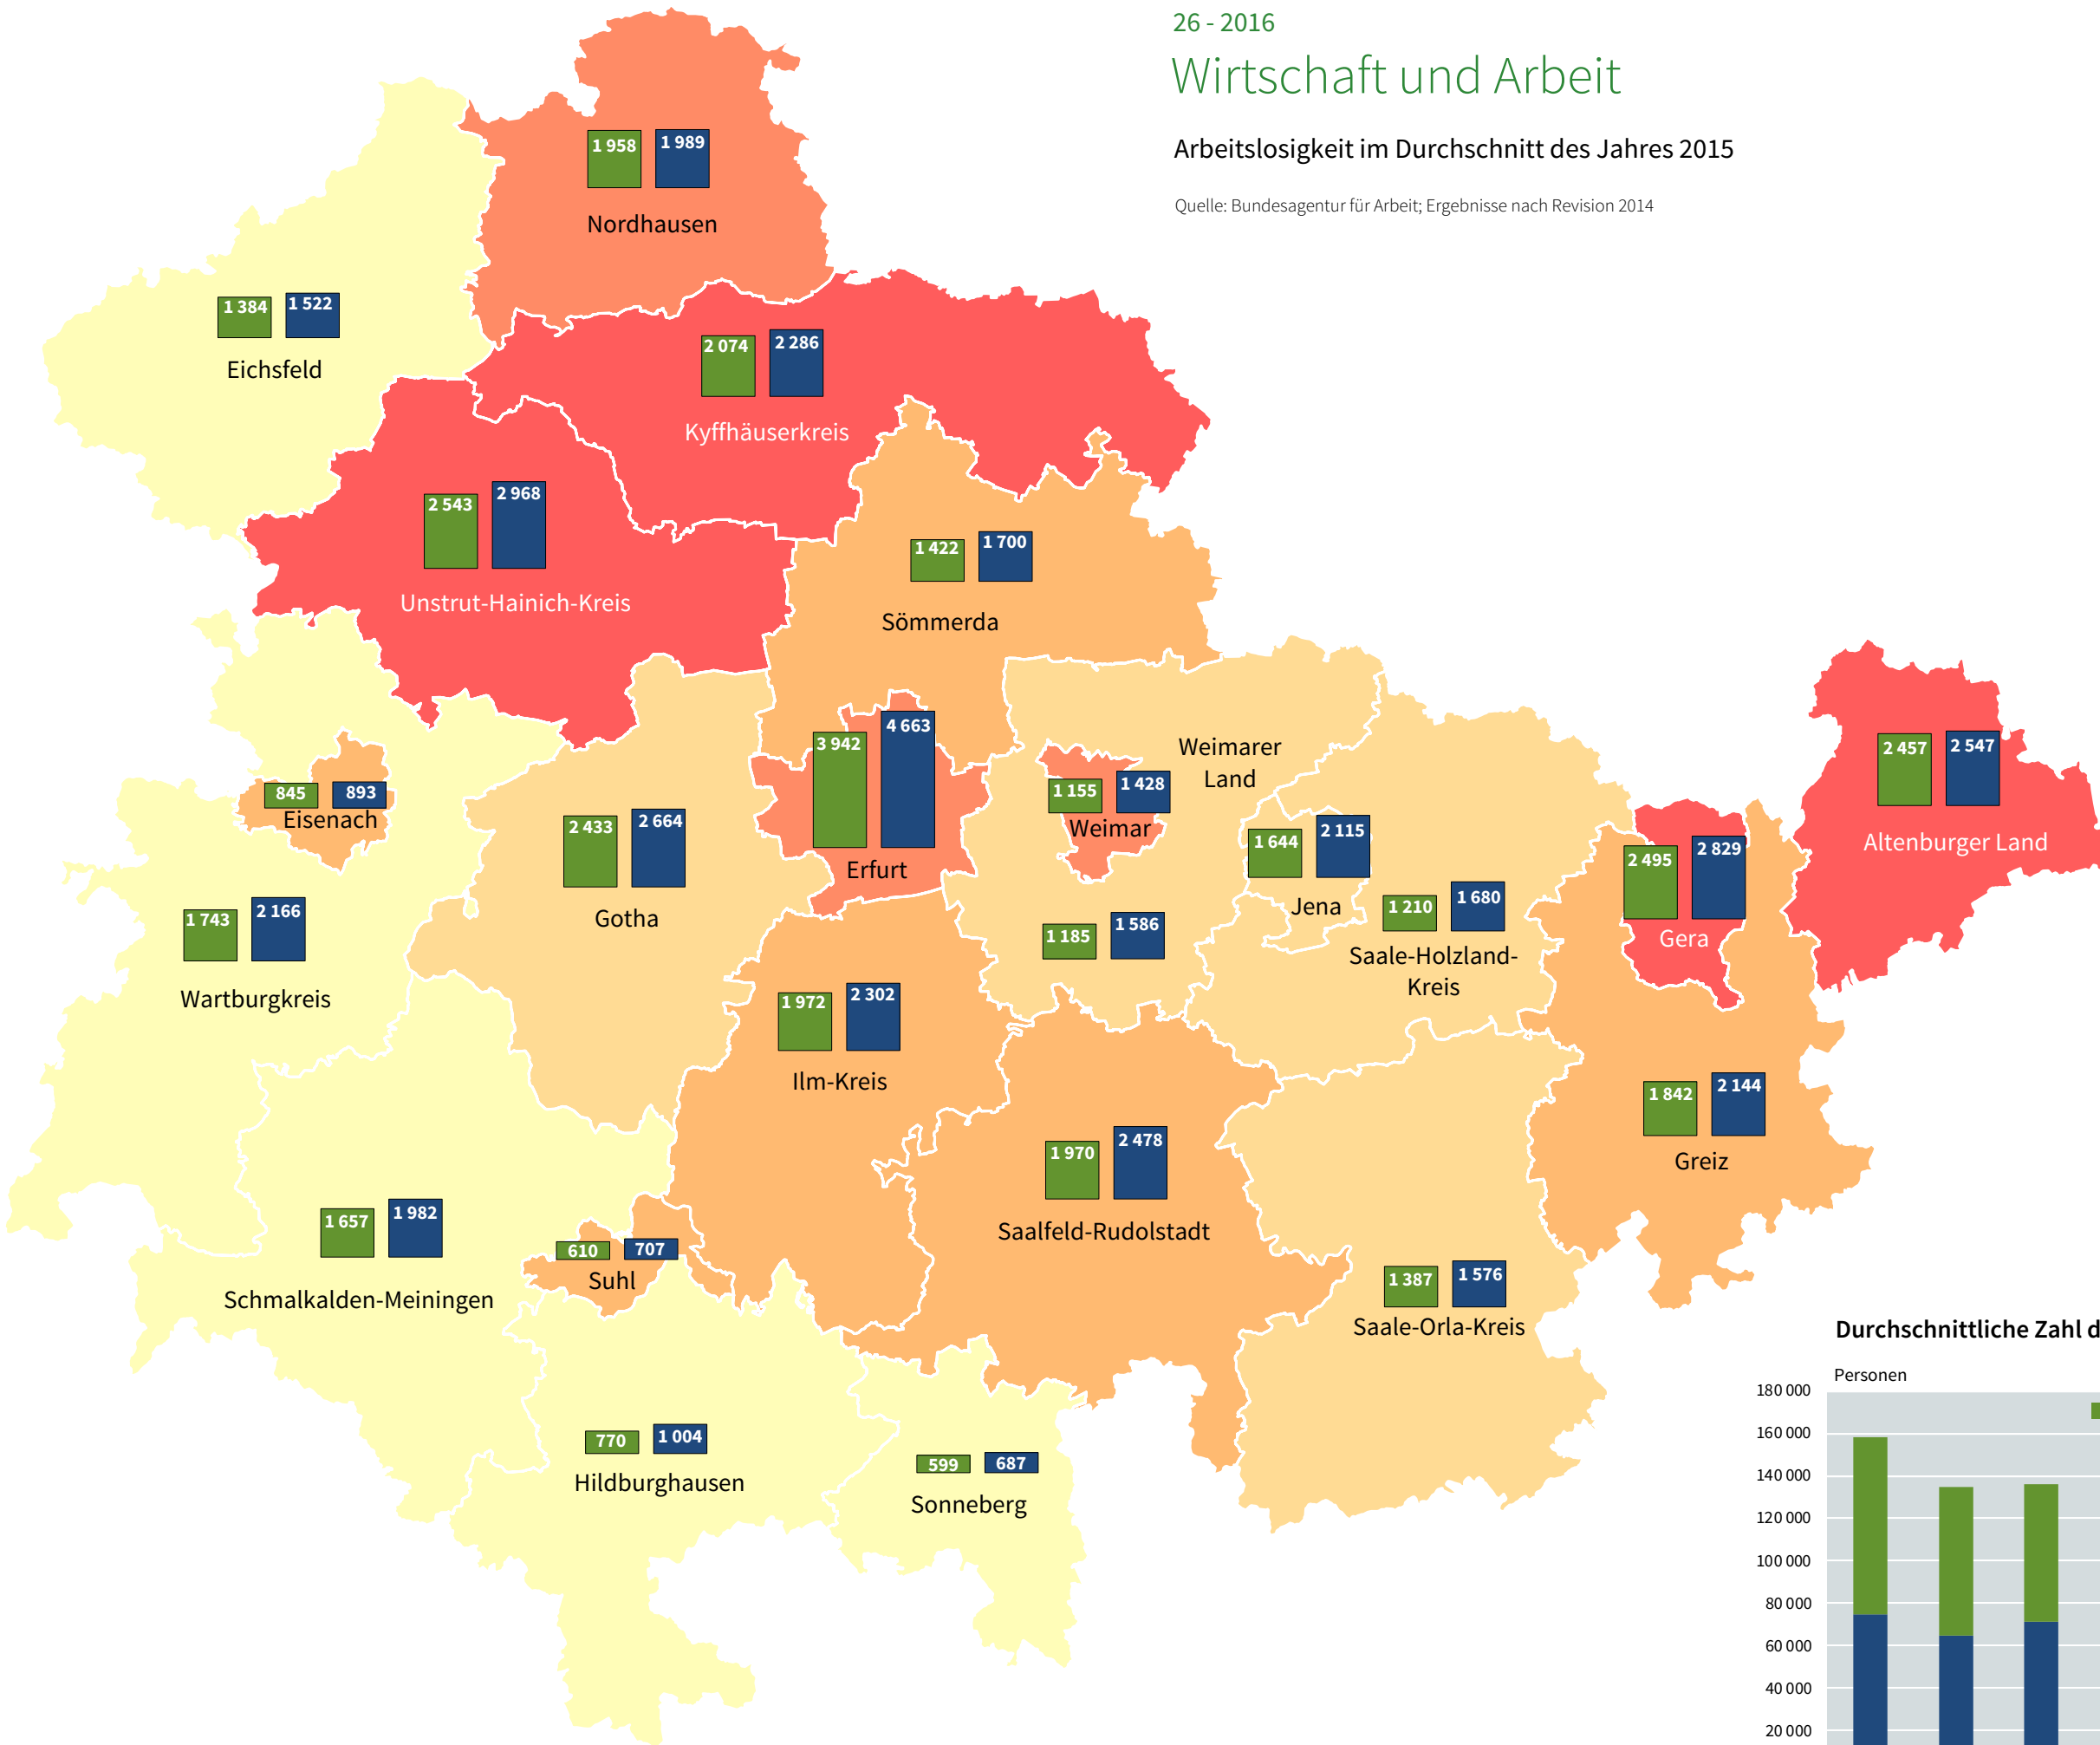 26 - 2016
Wirtschaft und Arbeit
Arbeitslosigkeit im Durchschnitt des Jahres 2015
Quelle: Bundesagentur für Arbeit; Ergebnisse nach Revision 2014
1 958 1 989
Nordhausen
1 384 1 522
Eichsfeld
2 074 2 286
Kyffhäuserkreis
2 543 2 968
Unstrut-Hainich-Kreis
1 422 1 700
Sömmerda
3 942 4 663
Erfurt
Weimarer
Land
1 155 1 428
Weimar
2 457 2 547
Altenburger Land
845 893
Eisenach
2 433 2 664
Gotha
1 644 2 115
Jena
2 495 2 829
Gera
1 743 2 166
Wartburgkreis
1 185 1 586
1 210 1 680
Saale-Holzland-
Kreis
1 972 2 302
Ilm-Kreis
1 842 2 144
Greiz
1 970 2 478
Saalfeld-Rudolstadt
1 657 1 982
Schmalkalden-Meiningen
610 707
Suhl
1 387 1 576
Saale-Orla-Kreis
770 1 004
Hildburghausen
599 687
Sonneberg
Durchschnittliche Zahl d
Personen
180 000
160 000
140 000
120 000
100 000
80 000
60 000
40 000
20 000